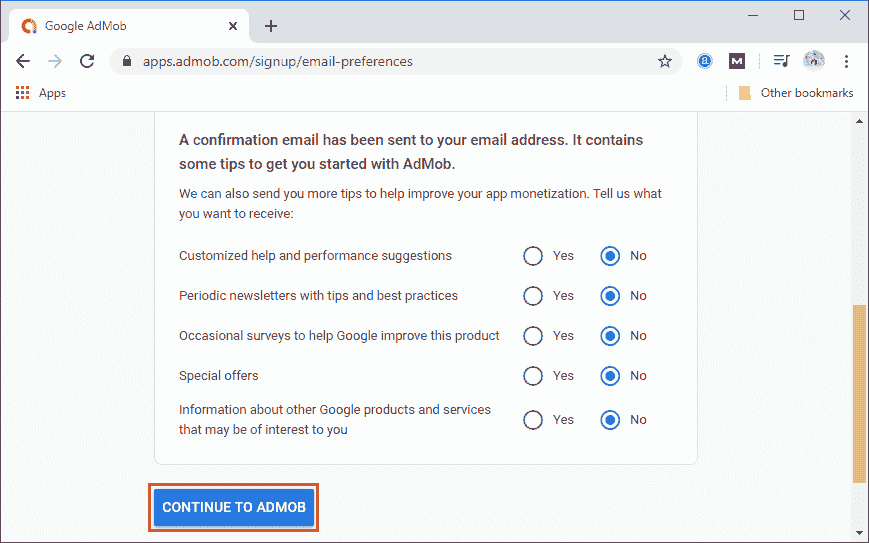 Google AdMob
apps.admob.com/signup/email-preferences
Apps
Other bookmarks
A confirmation email has been sent to your email address. It contains
some tips to get you started with AdMob.
We can also send you more tips to help improve your app monetization. Tell us what
you want to receive:
Customized help and performance suggestions Yes No
Periodic newsletters with tips and best practices Yes No
Occasional surveys to help Google improve this product Yes No
Special offers Yes No
Information about other Google products and services
that may be of interest to you Yes No
CONTINUE TO ADMOB